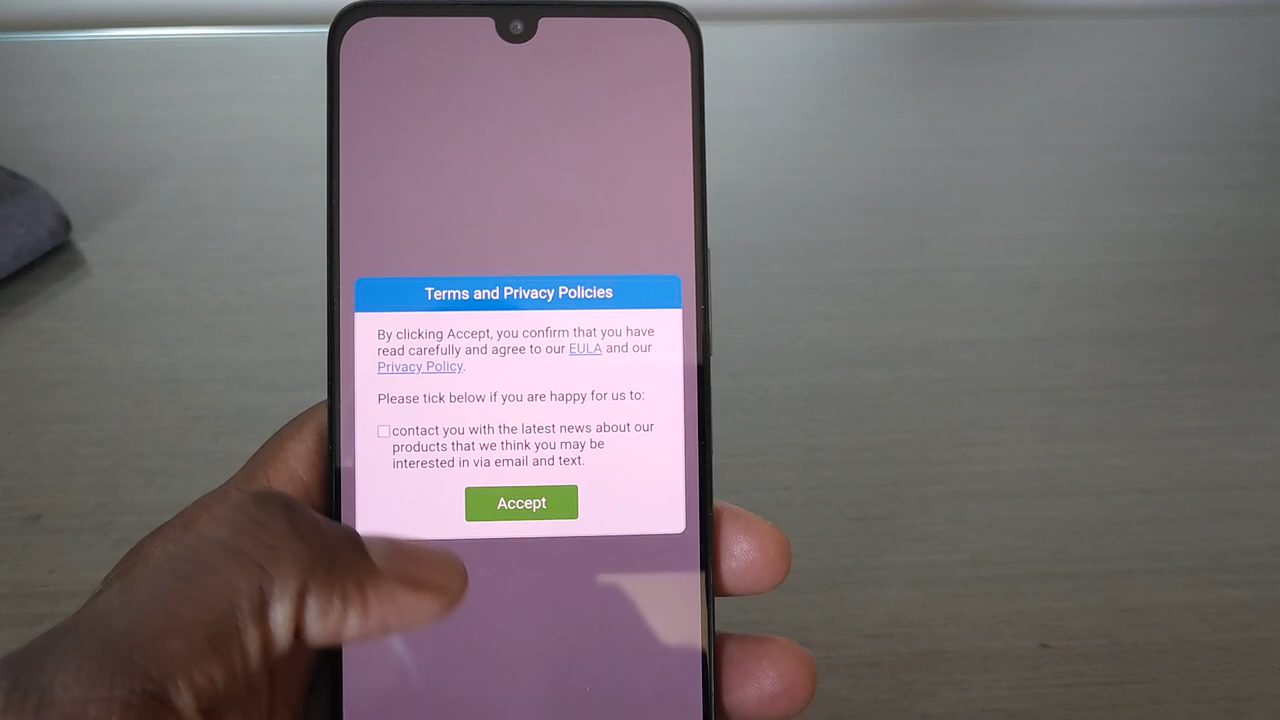 Terms and Privacy Policies
By clicking Accept, you confirm that you have
read carefully and agree to our EULA and our
Privacy Policy.
Please tick below if you are happy for us to:
contact you with the latest news about our
products that we think you may be
interested in via email and text.
Accept